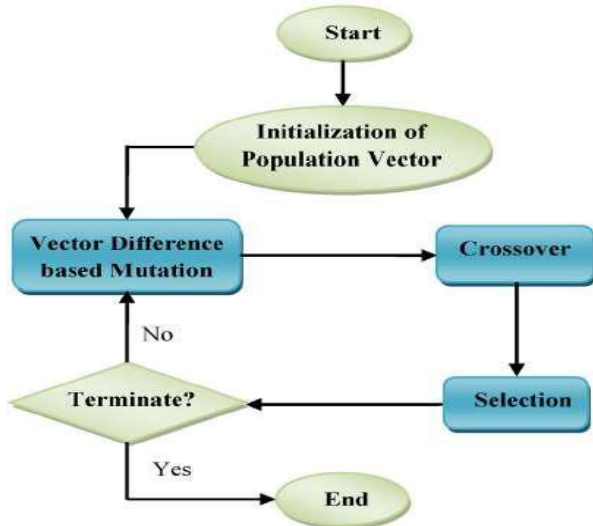 Start
Initialization of
Population Vector
Vector Difference
based Mutation
Crossover
No
Terminate?
Selection
Yes
End